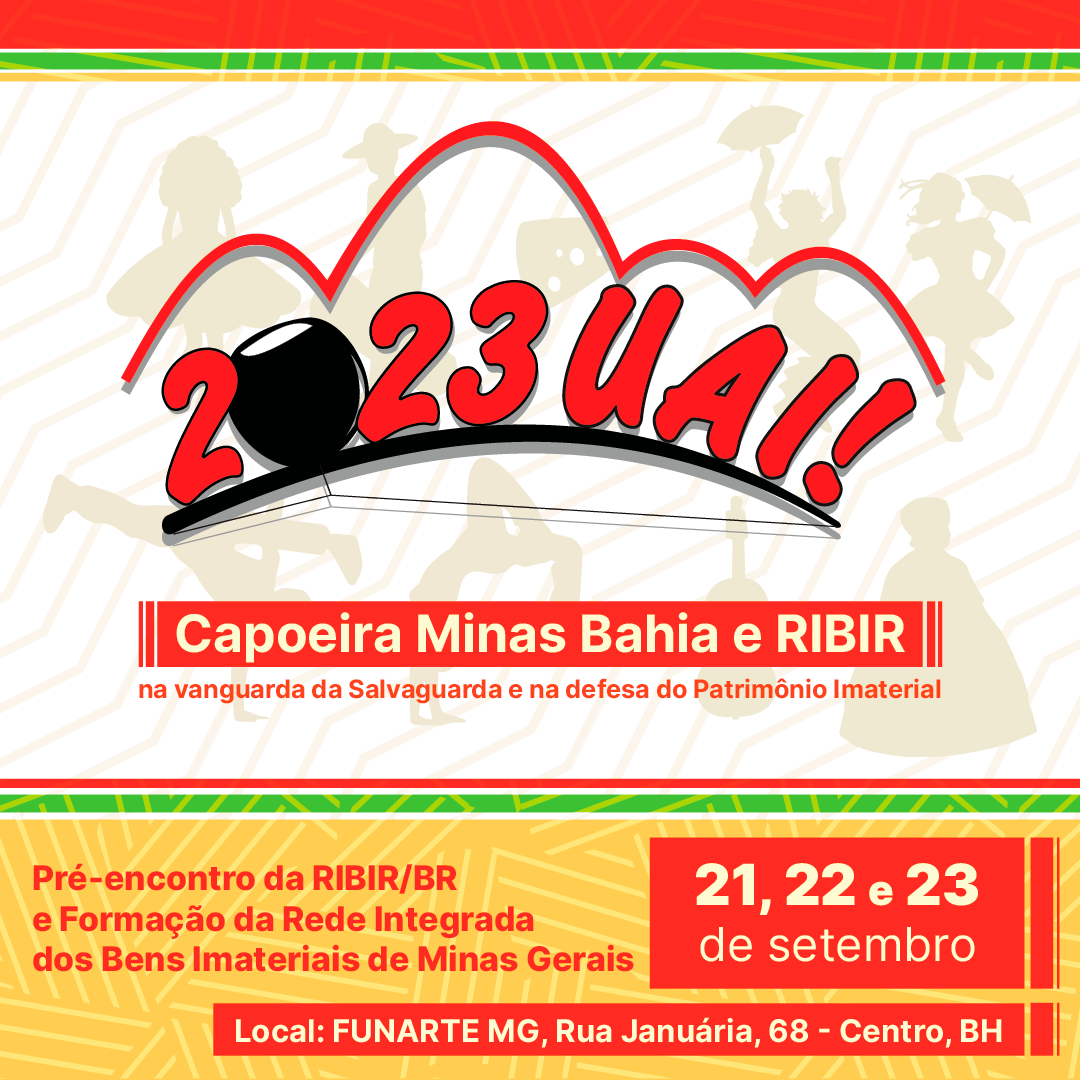 2023 UAI!
Capoeira Minas Bahia e RIBIR
na vanguarda da Salvaguarda e na defesa do Patrimônio Imaterial
Pré-encontro da RIBIR/BR
e Formação da Rede Integrada
dos Bens Imateriais de Minas Gerais
21, 22 e 23
de setembro
Local: FUNARTE MG, Rua Januária, 68 - Centro, BH